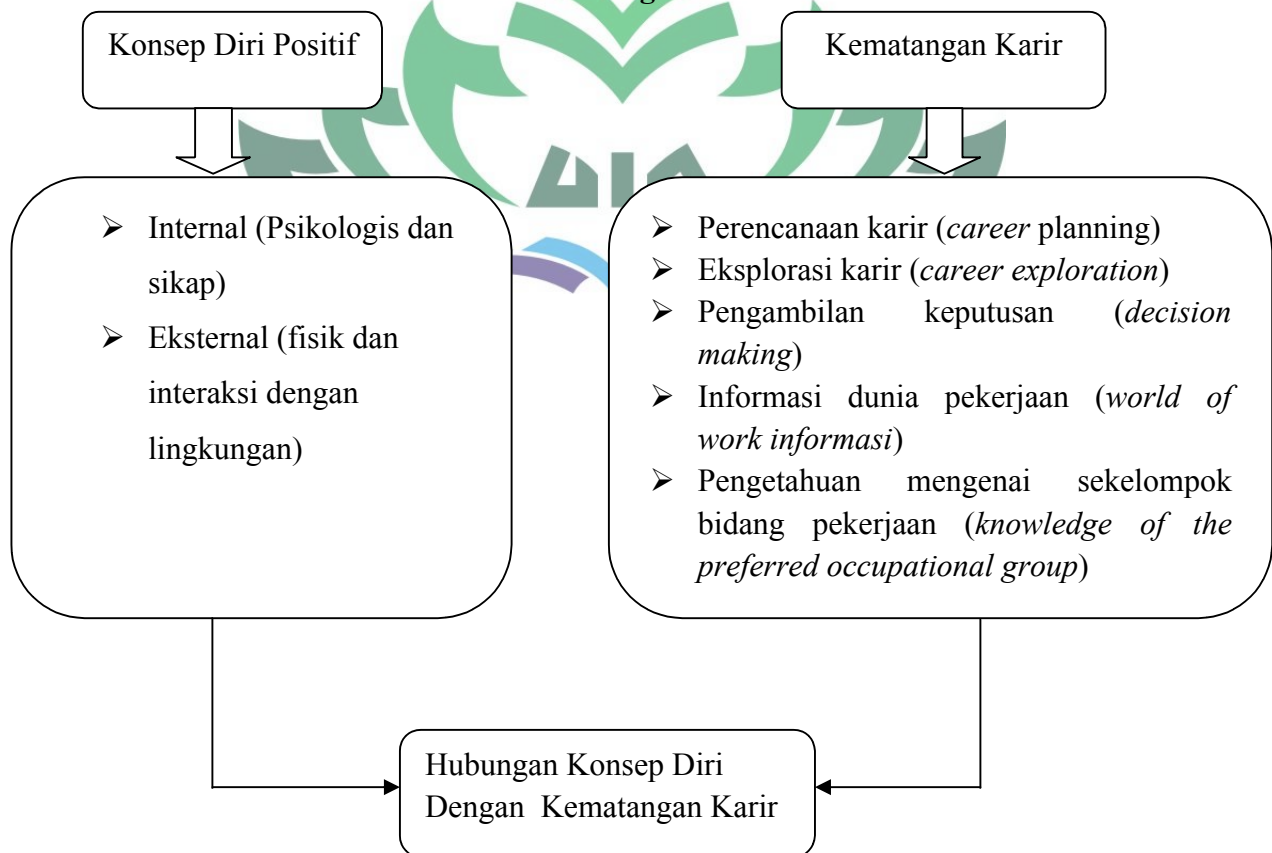 Konsep Diri Positif
Kematangan Karir
➢ Internal (Psikologis dan
sikap)
➢ Eksternal (fisik dan
interaksi dengan
lingkungan)
➢ Perencanaan karir (career planning)
➢ Eksplorasi karir (career exploration)
➢ Pengambilan keputusan (decision
making)
➢ Informasi dunia pekerjaan (world of
work informasi)
➢ Pengetahuan mengenai sekelompok
bidang pekerjaan (knowledge of the
preferred occupational group)
Hubungan Konsep Diri
Dengan Kematangan Karir